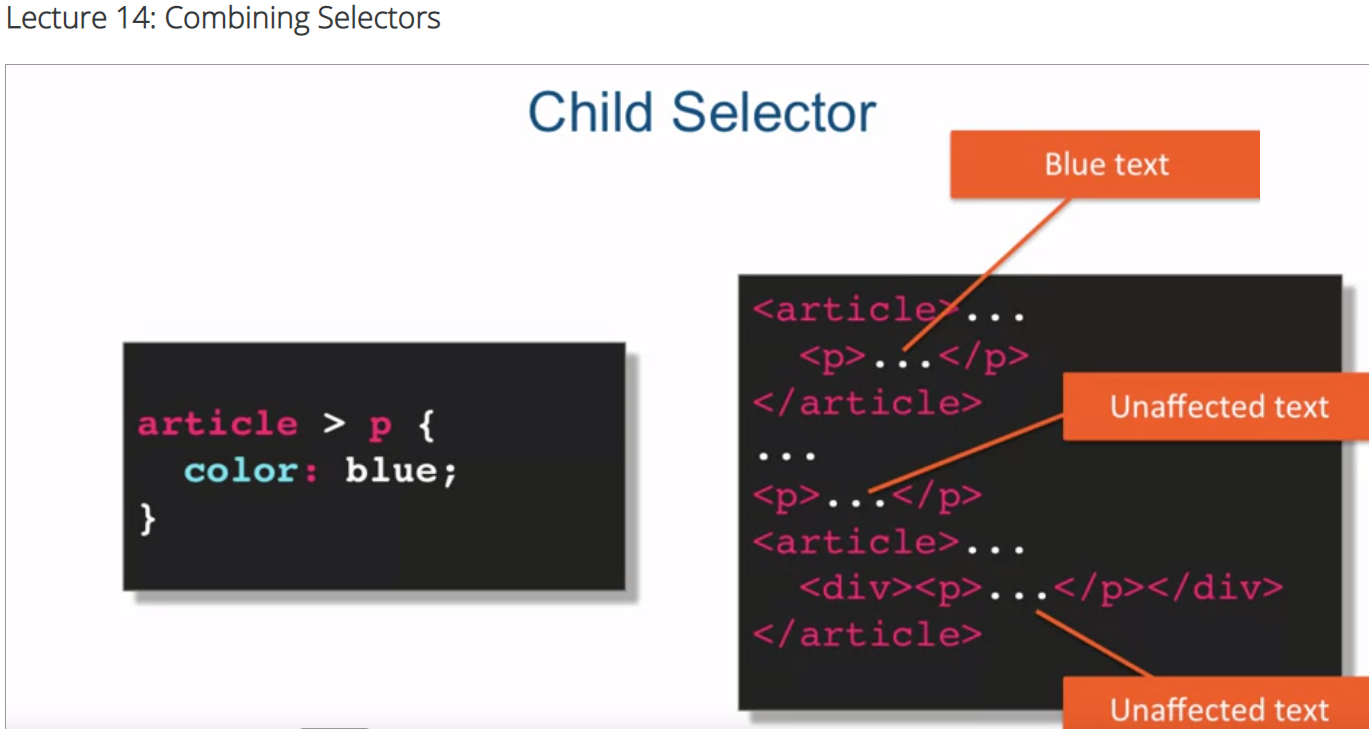 Lecture 14: Combining Selectors
Child Selector
Blue text
article > p {
color: blue;
}
<article>...
<p>...</p>
</article>
...
<p>...</p>
<article>...
<div><p>...</p></div>
</article>
Unaffected text
Unaffected text